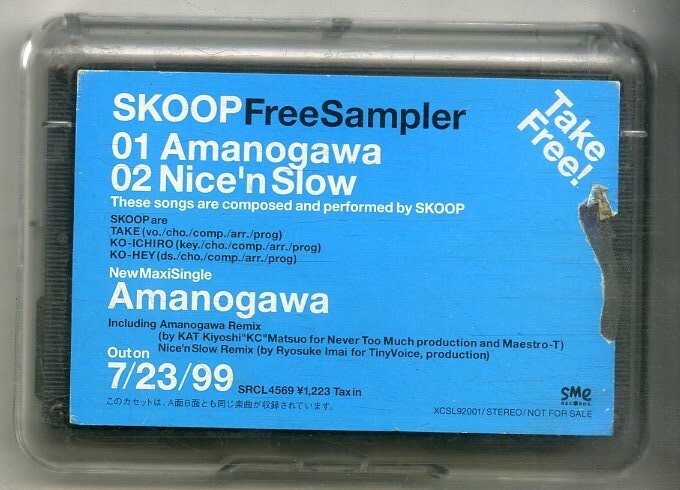 SKOOPFreeSampler
Take
Free!
01 Amanogawa
02 Nice'n Slow
These songs are composed and performed by SKOOP
SKOOP are
TAKE (vo./cho./comp./arr./prog)
KO-ICHIRO (key./cho./comp./arr./prog)
KO-HEY (ds./cho./comp./arr./prog)
New Maxi Single
Amanogawa
Including Amanogawa Remix
(by KAT Kiyoshi"KC"Matsuo for Never Too Much production and Maestro-T)
Nice'n Slow Remix (by Ryosuke Imai for TinyVoice, production)
Out on
7/23/99 SRCL4569 ¥1,223 Tax in
このカセットは、A面B面とも同じ楽曲が収録されています。
SMe
RECORDS
XCSL92001/STEREO/NOT FOR SALE